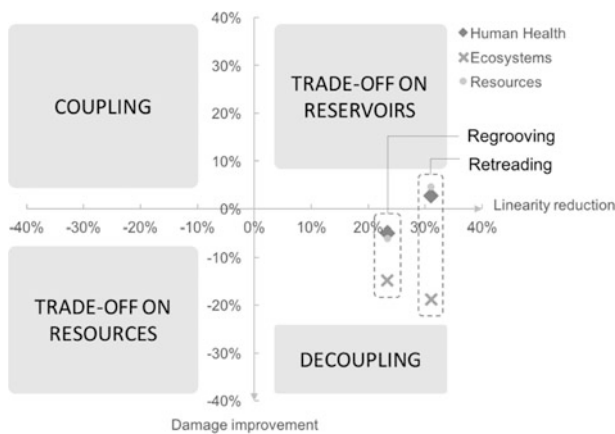 40%
30%
20%
10%
0%
-10%
-20%
-30%
-40%
-40%
-30%
-20%
-10%
0%
10%
20%
30%
40%
COUPLING
TRADE-OFF ON
RESERVOIRS
TRADE-OFF ON
RESOURCES
DECOUPLING
Human Health
Ecosystems
Resources
Regrooving
Retreading
Linearity reduction
Damage improvement